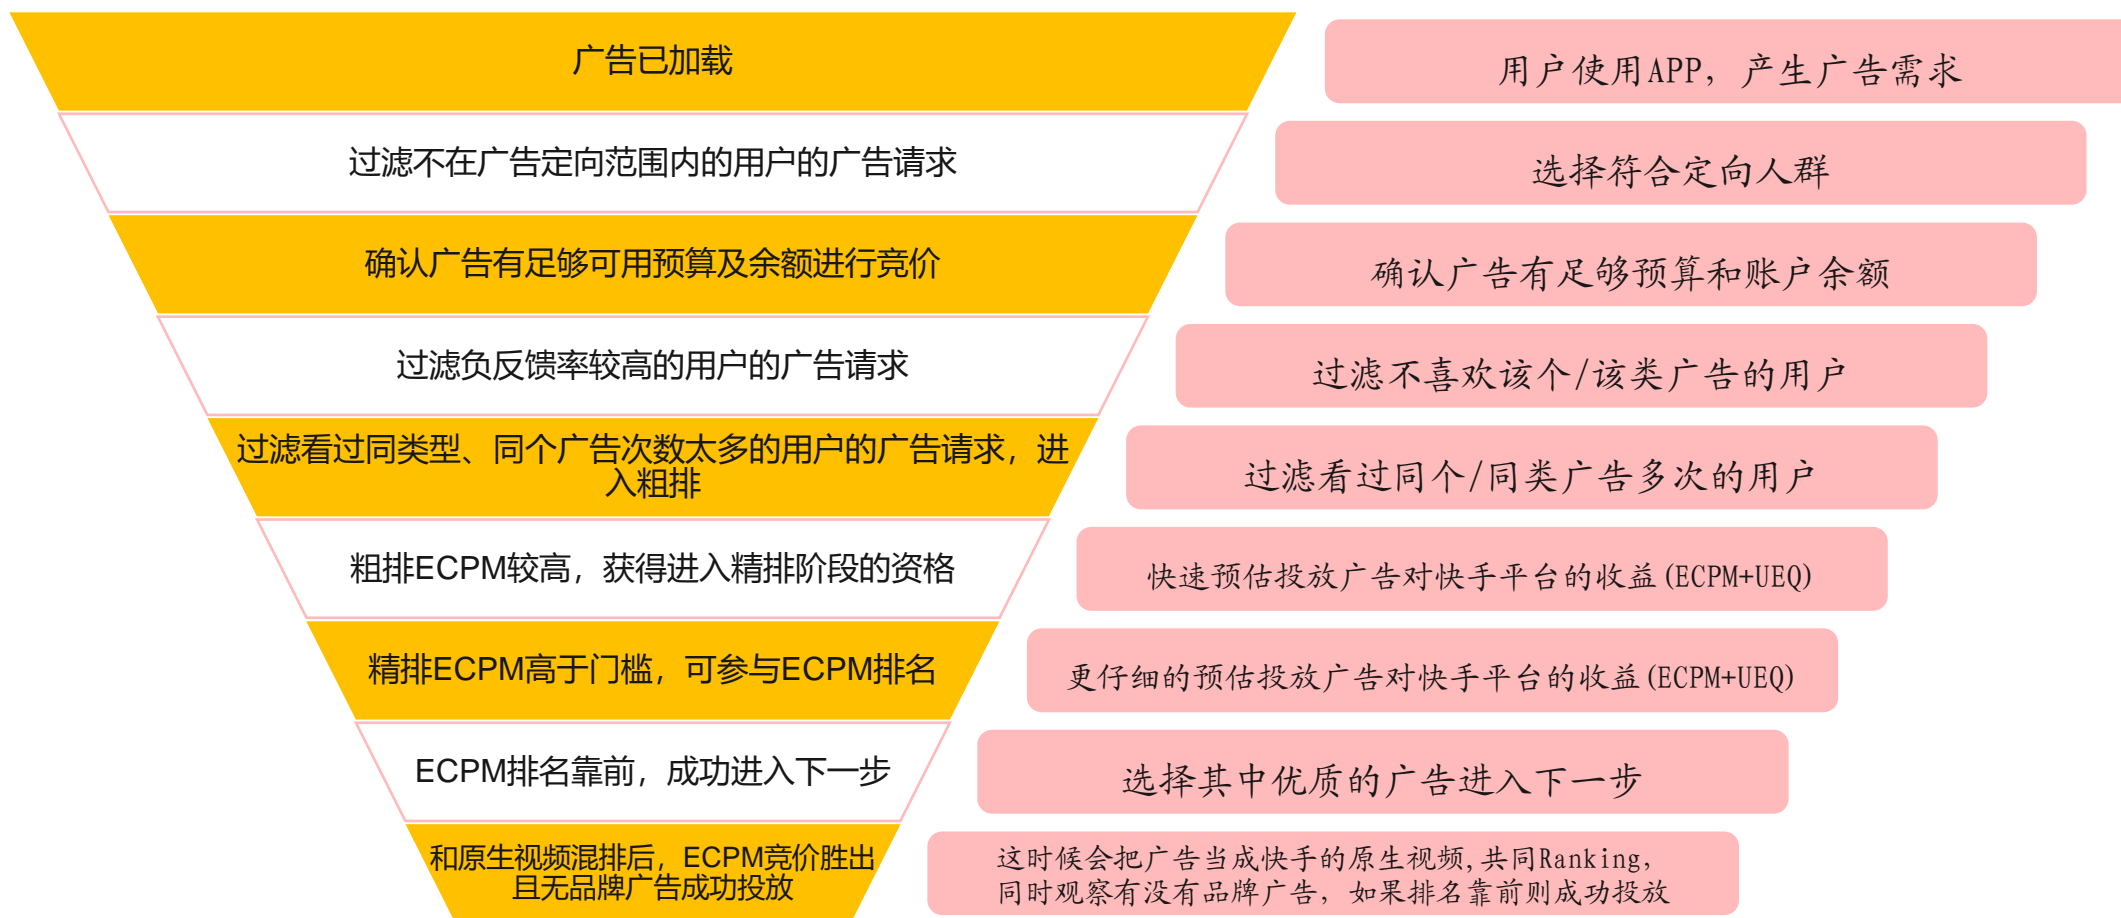 广告已加载
用户使用APP，产生广告需求
过滤不在广告定向范围内的用户的广告请求
选择符合定向人群
确认广告有足够可用预算及余额进行竞价
确认广告有足够预算和账户余额
过滤负反馈率较高的用户的广告请求
过滤不喜欢该个/该类广告的用户
过滤看过同类型、同个广告次数太多的用户的广告请求，进
入粗排
过滤看过同个/同类广告多次的用户
粗排ECPM较高，获得进入精排阶段的资格
快速预估投放广告对快手平台的收益(ECPM+UEQ)
精排ECPM高于门槛，可参与ECPM排名
更仔细的预估投放广告对快手平台的收益(ECPM+UEQ)
ECPM排名靠前，成功进入下一步
选择其中优质的广告进入下一步
和原生视频混排后，ECPM竞价胜出
且无品牌广告成功投放
这时候会把广告当成快手的原生视频,共同Ranking，
同时观察有没有品牌广告，如果排名靠前则成功投放